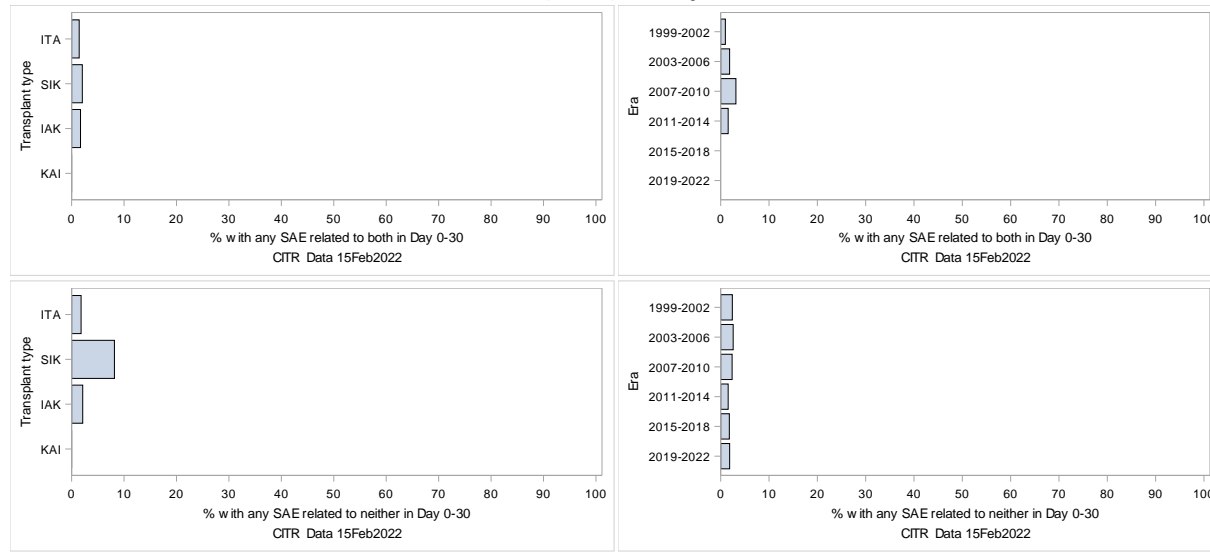 Transplant type
ITA
SIK
IAK
KAI
0 10 20 30 40 50 60 70 80 90 100
% with any SAE related to both in Day 0-30
CITR Data 15Feb2022
Era
1999-2002
2003-2006
2007-2010
2011-2014
2015-2018
2019-2022
0 10 20 30 40 50 60 70 80 90 100
% with any SAE related to both in Day 0-30
CITR Data 15Feb2022
Transplant type
ITA
SIK
IAK
KAI
0 10 20 30 40 50 60 70 80 90 100
% with any SAE related to neither in Day 0-30
CITR Data 15Feb2022
Era
1999-2002
2003-2006
2007-2010
2011-2014
2015-2018
2019-2022
0 10 20 30 40 50 60 70 80 90 100
% with any SAE related to neither in Day 0-30
CITR Data 15Feb2022